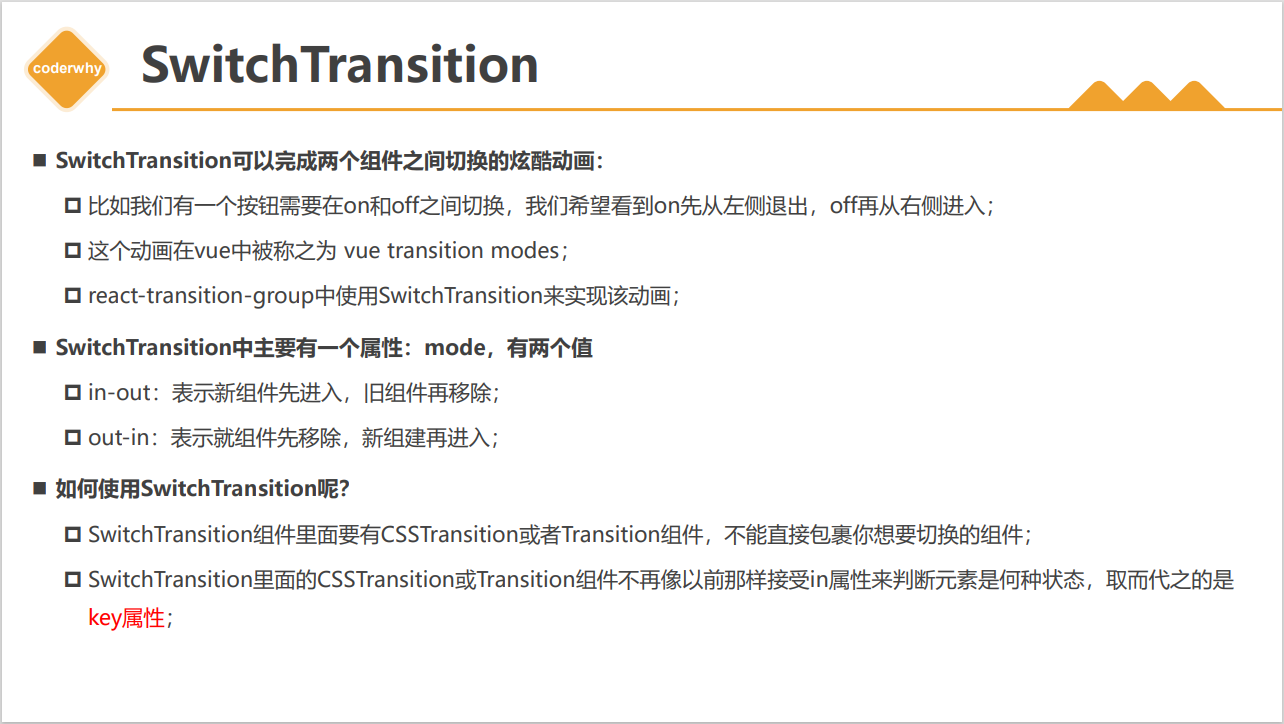 coderwhy
SwitchTransition
SwitchTransition可以完成两个组件之间切换的炫酷动画：
比如我们有一个按钮需要在on和off之间切换，我们希望看到on先从左侧退出，off再从右侧进入；
这个动画在vue中被称之为 vue transition modes；
react-transition-group中使用SwitchTransition来实现该动画；
SwitchTransition中主要有一个属性：mode，有两个值
in-out：表示新组件先进入，旧组件再移除；
out-in：表示就组件先移除，新组建再进入；
如何使用SwitchTransition呢？
SwitchTransition组件里面要有CSSTransition或者Transition组件，不能直接包裹你想要切换的组件；
SwitchTransition里面的CSSTransition或Transition组件不再像以前那样接受in属性来判断元素是何种状态，取而代之的是
key属性；